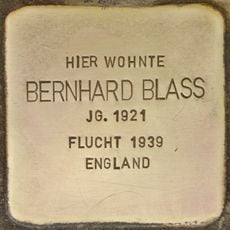 HIER WOHNTE
BERNHARD BLASS
JG. 1921
FLUCHT 1939
ENGLAND